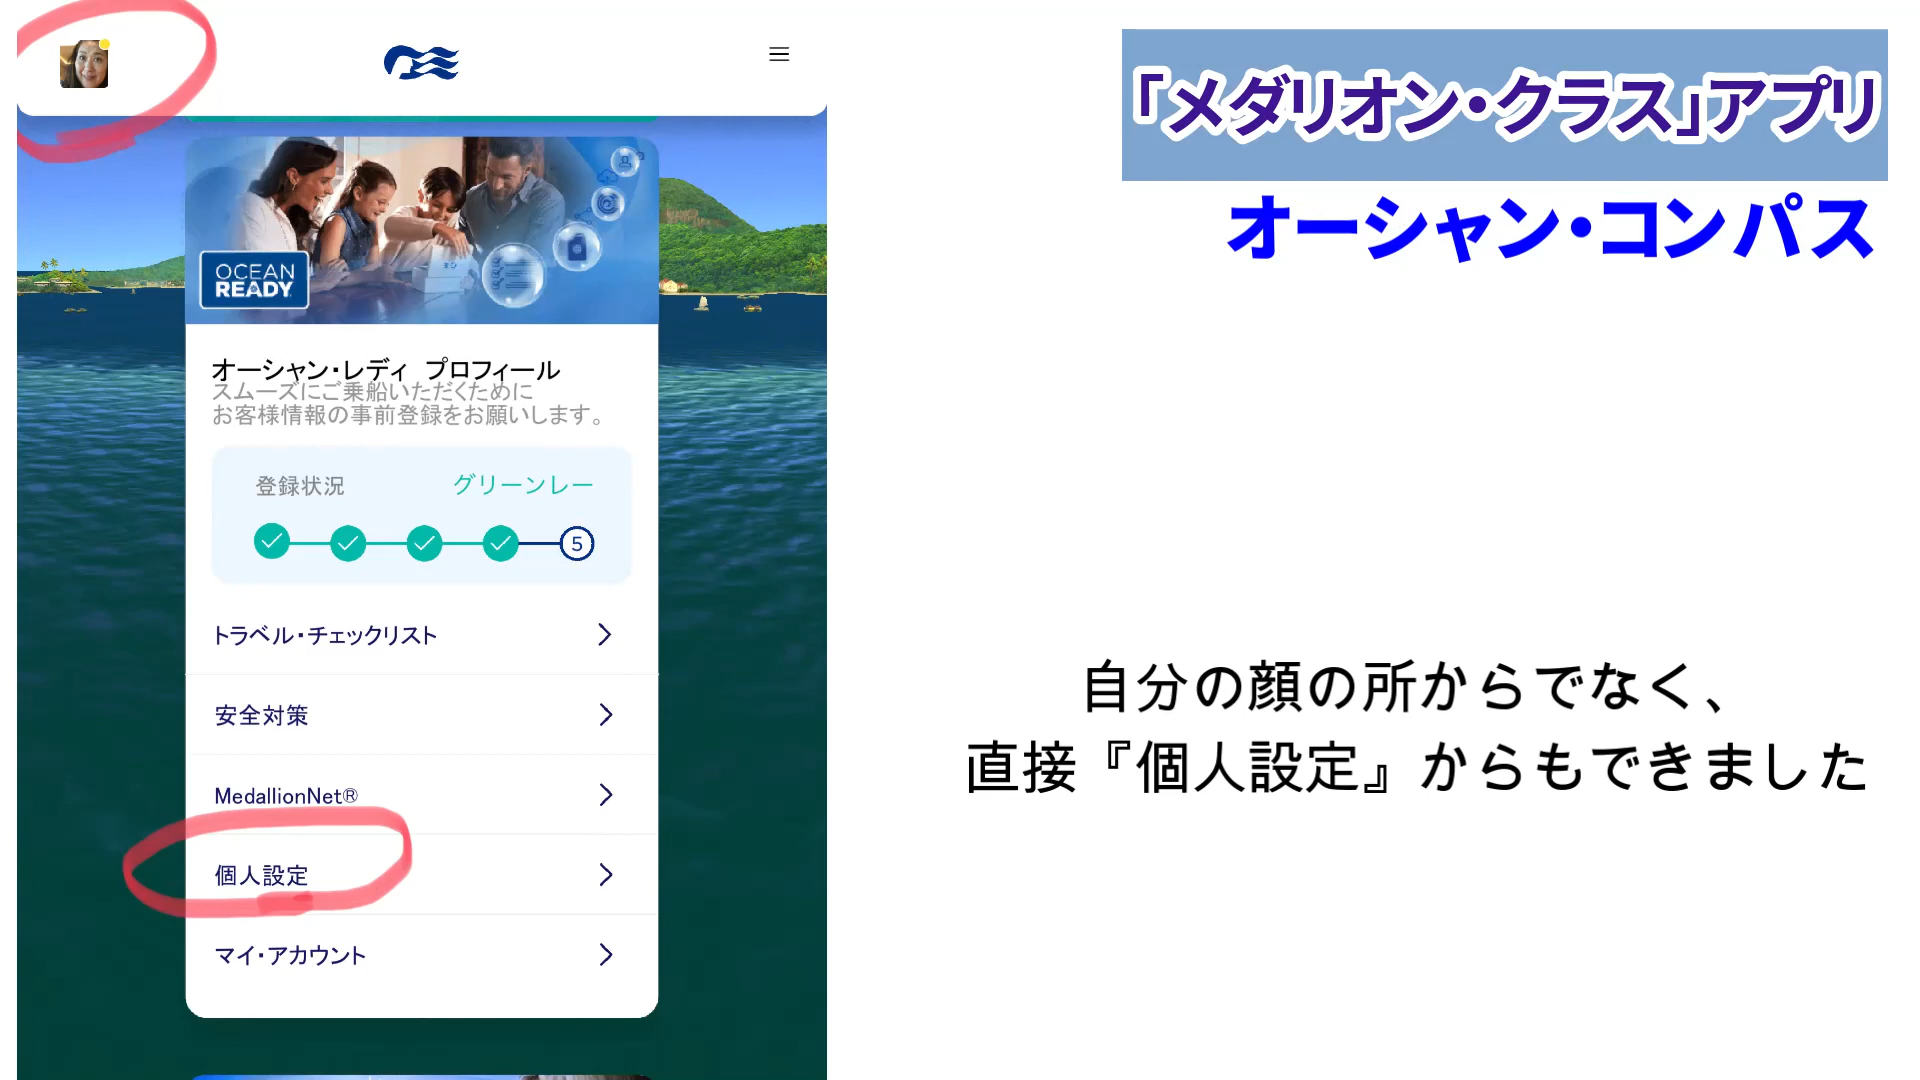 「メダリオン・クラス」アプリ
オーシャン・コンパス
OCEAN
READY
オーシャン・レディ プロフィール
スムーズにご乗船いただくために
お客様情報の事前登録をお願いします。
登録状況
グリーンレー
5
トラベル・チェックリスト
安全対策
MedallionNet®
個人設定
マイ・アカウント
自分の顔の所からでなく、
直接『個人設定』からもできました